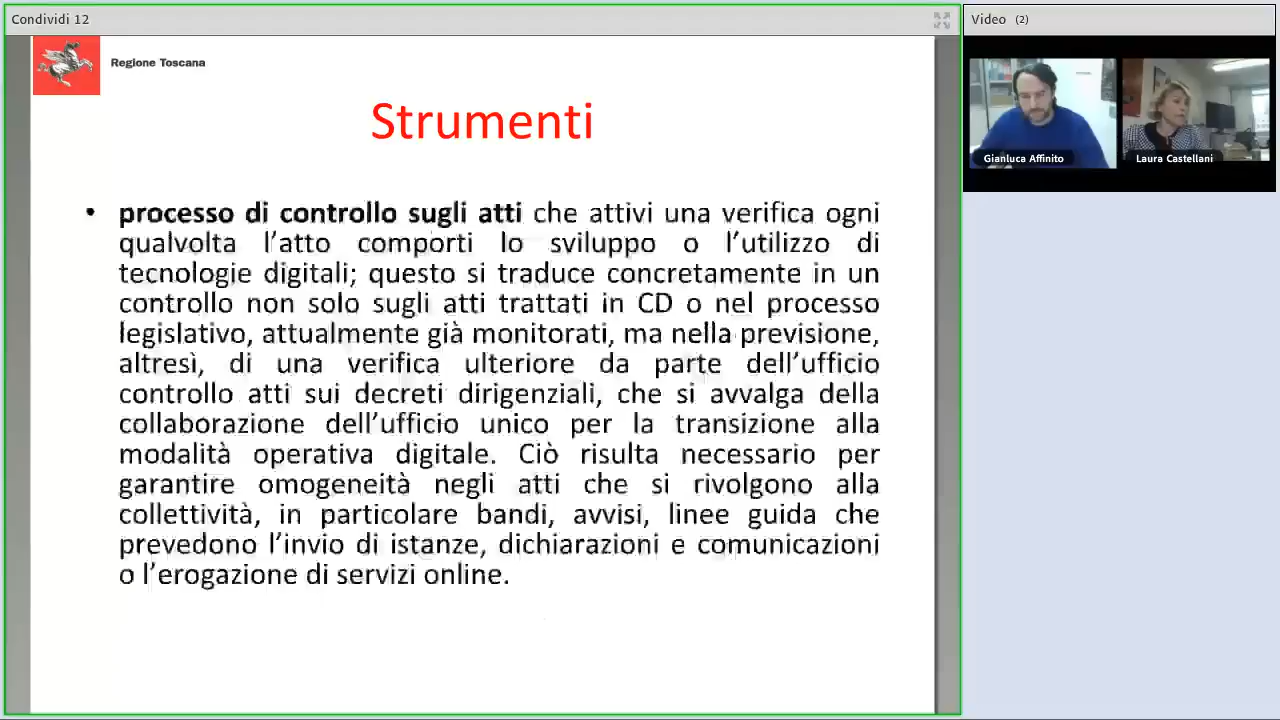 Condividi 12
Video (2)
Regione Toscana
Strumenti
• processo di controllo sugli atti che attivi una verifica ogni
qualvolta l'atto comporti lo sviluppo o l'utilizzo di
tecnologie digitali; questo si traduce concretamente in un
controllo non solo sugli atti trattati in CD o nel processo
legislativo, attualmente già monitorati, ma nella previsione,
altresì, di una verifica ulteriore da parte dell'ufficio
controllo atti sui decreti dirigenziali, che si avvalga della
collaborazione dell'ufficio unico per la transizione alla
modalità operativa digitale. Ciò risulta necessario per
garantire omogeneità negli atti che si rivolgono alla
collettività, in particolare bandi, avvisi, linee guida che
prevedono l'invio di istanze, dichiarazioni e comunicazioni
o l'erogazione di servizi online.
Gianluca Affinito
Laura Castellani